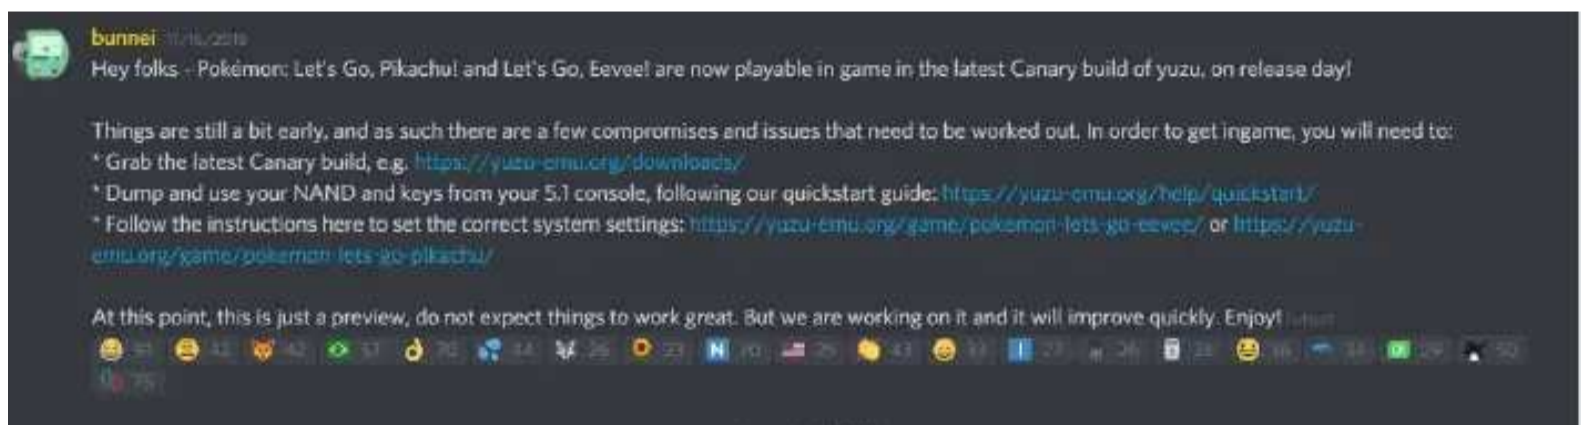 bunnei 11/16/2018
Hey folks - Pokémon: Let's Go, Pikachu! and Let's Go, Eevee! are now playable in game in the latest Canary build of yuzu, on release day!
Things are still a bit early, and as such there are a few compromises and issues that need to be worked out. In order to get ingame, you will need to:
* Grab the latest Canary build, e.g. https://yuzu-emu.org/downloads/
* Dump and use your NAND and keys from your 5.1 console, following our quickstart guide: https://yuzu-emu.org/help/quickstart/
* Follow the instructions here to set the correct system settings: https://yuzu-emu.org/game/pokemon-lets-go-eevee/ or https://yuzu-
emu.org/game/pokemon-lets-go-pikachu/
At this point, this is just a preview, do not expect things to work great. But we are working on it and it will improve quickly. Enjoy!